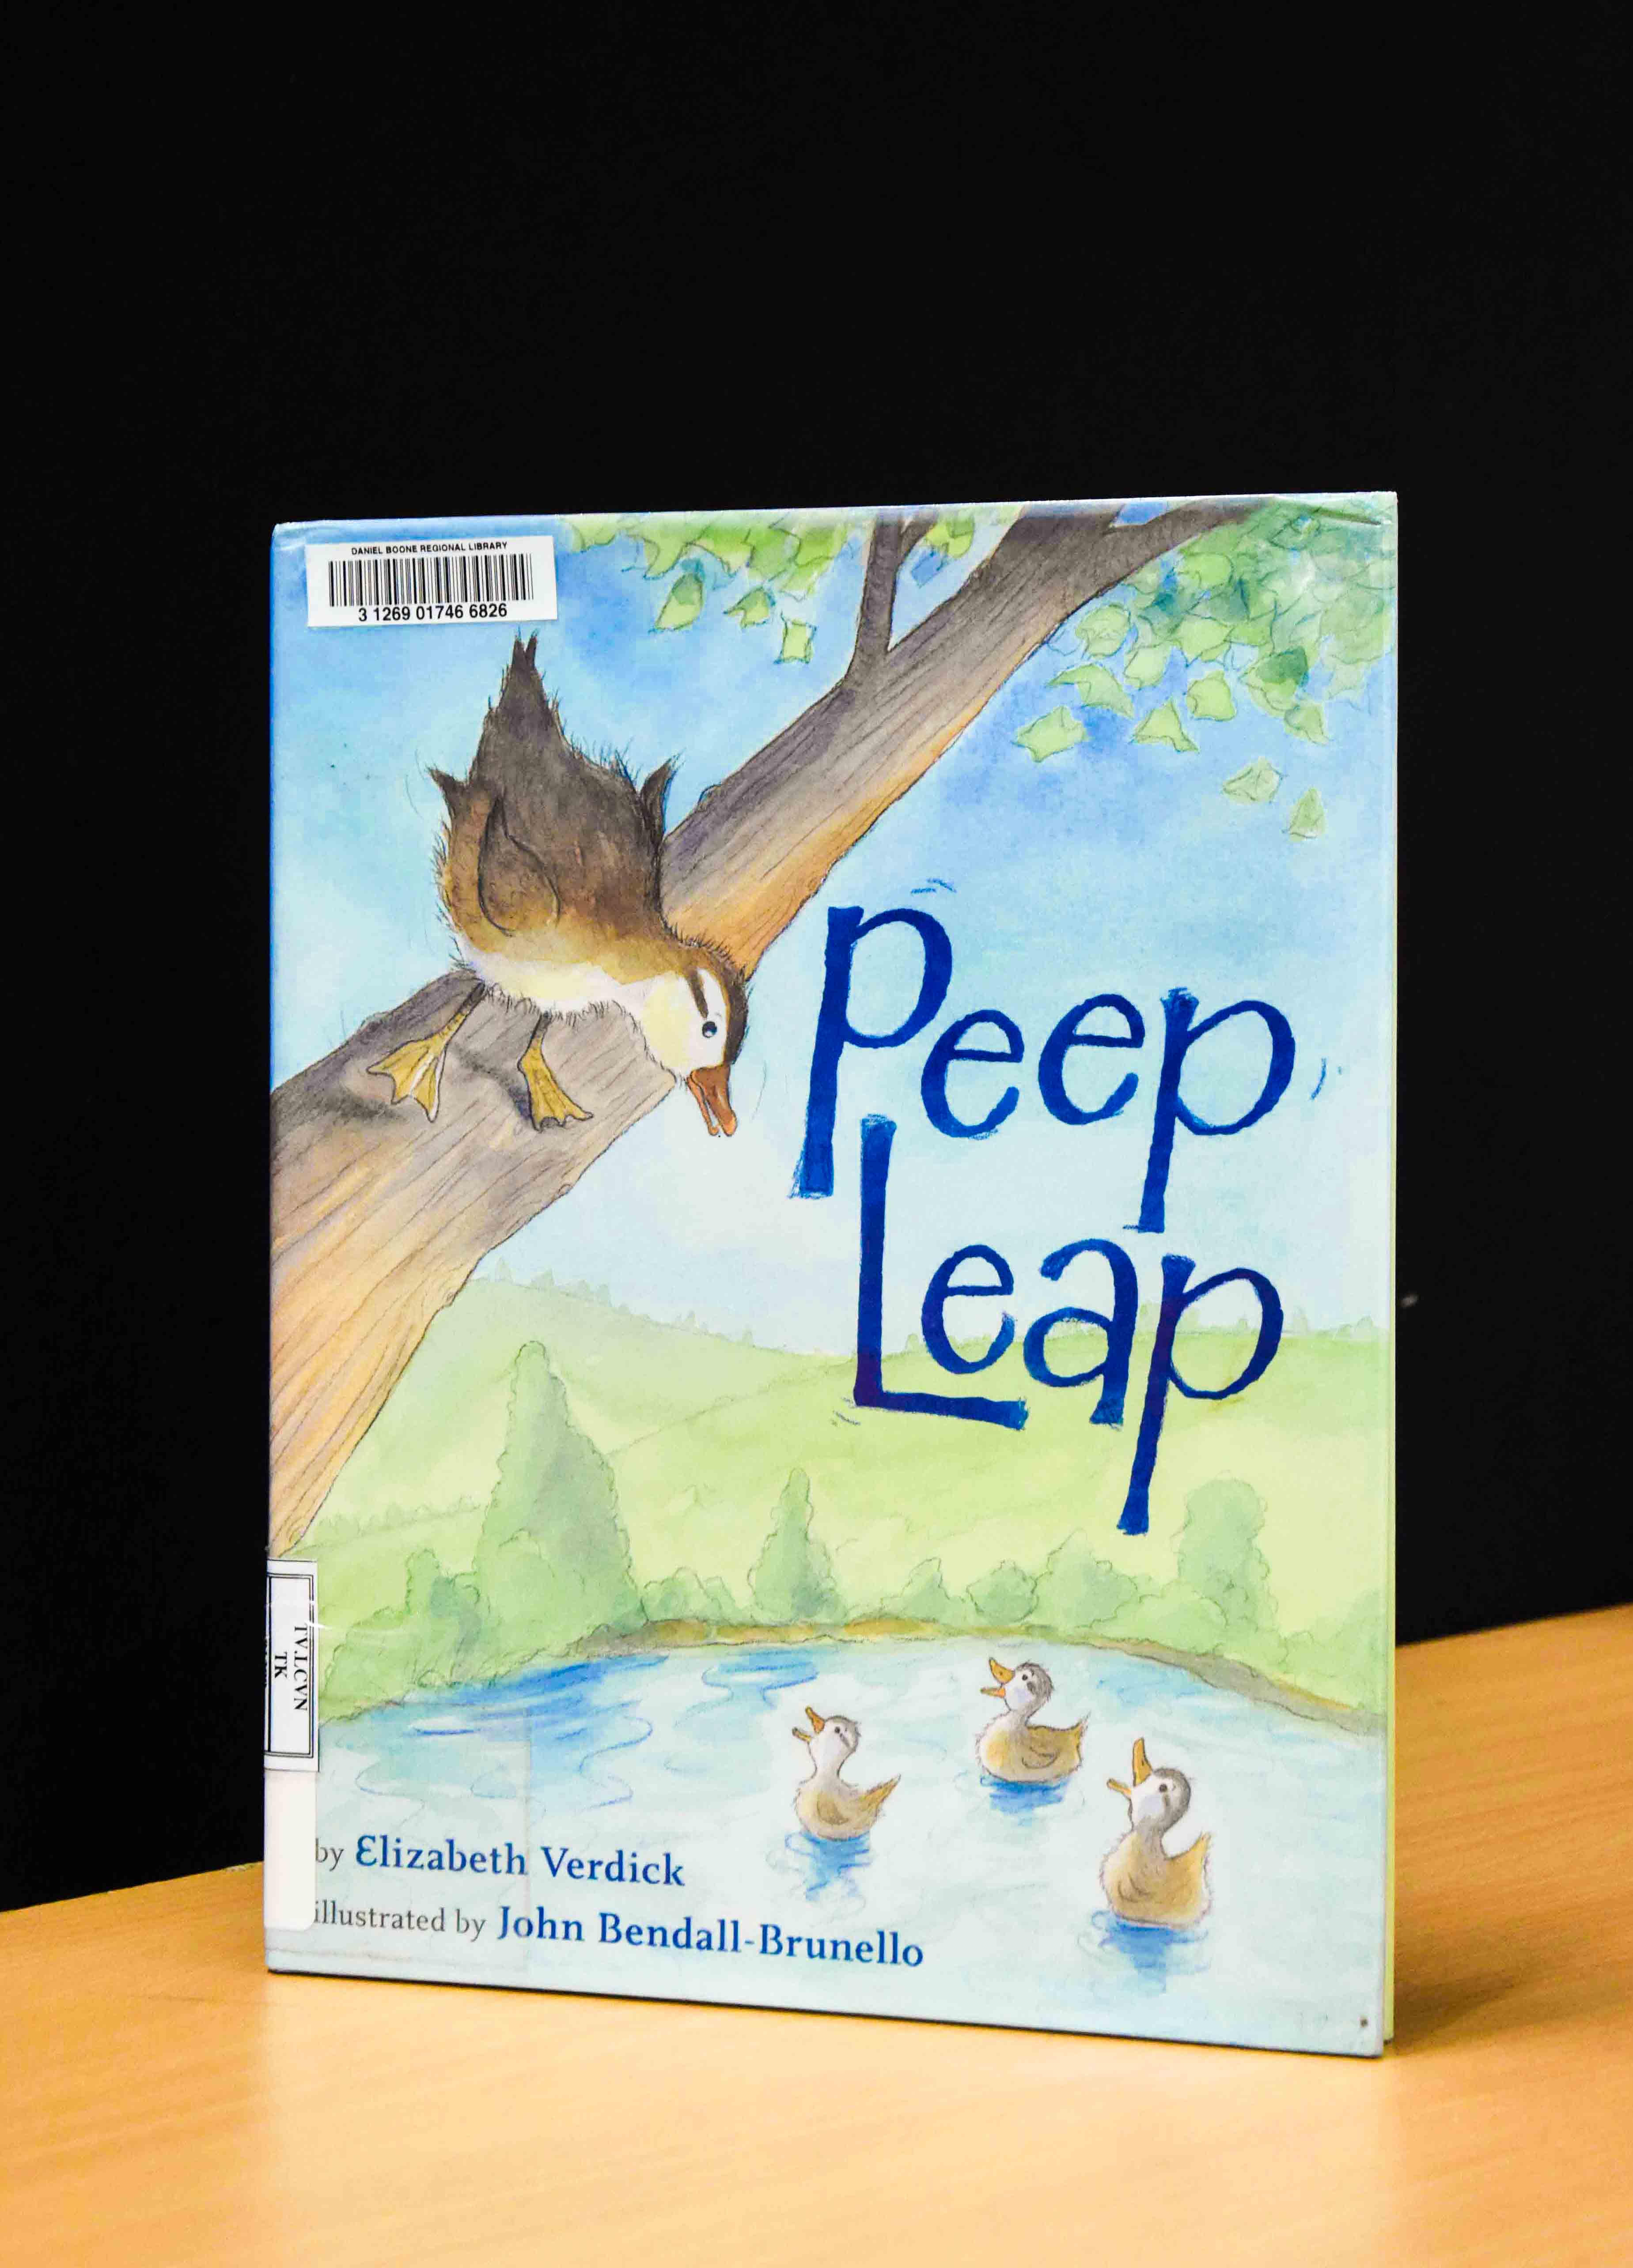 DANIEL BOONE REGIONAL LIBRARY
3 1269 01746 6826
Peep
Leap
by Elizabeth Verdick
illustrated by John Bendall-Brunello